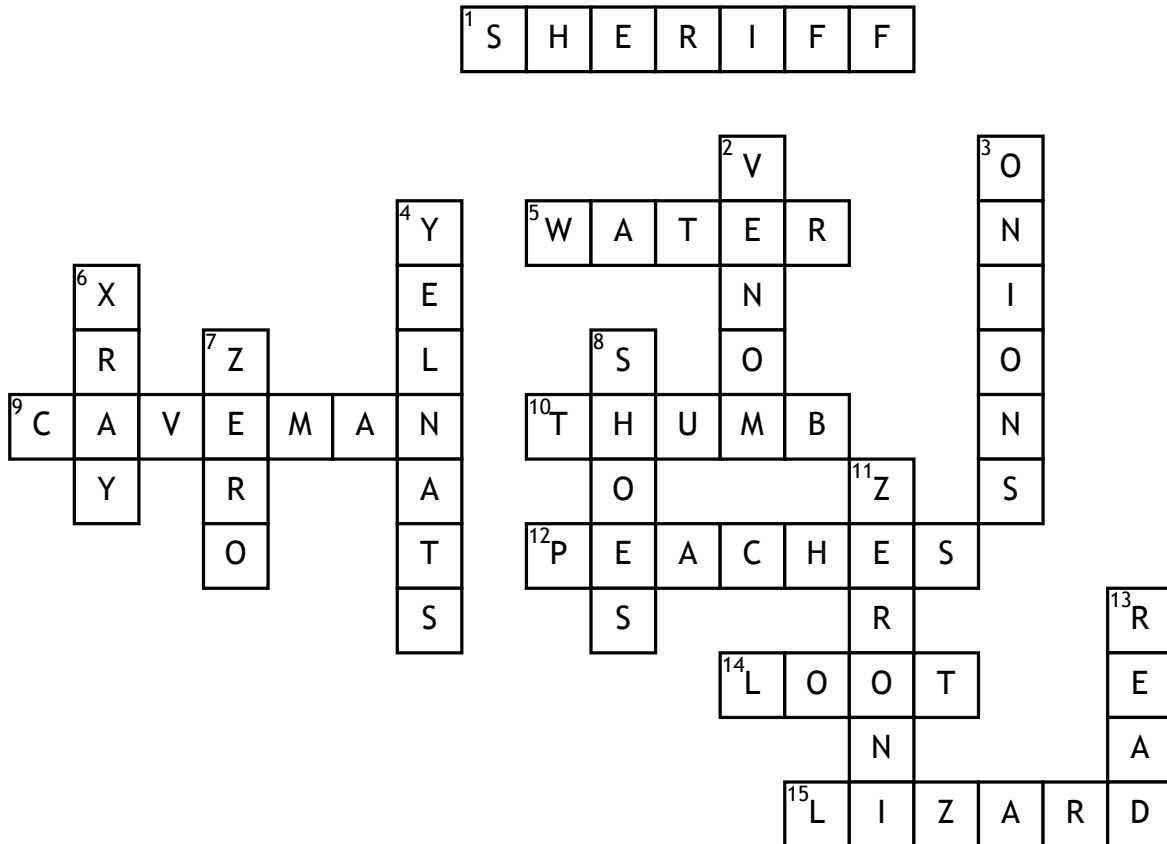 1 S H E R I F F
2 V 3 O
4 Y 5 W A T E R N
6 X E N I
R 7 Z L 8 S O O
9 C A V E M A N 10 T H U M B N
Y R A O 11 Z S
O T 12 P E A C H E S
S S R 13 R
14 L O O T E
N A
15 L I Z A R D